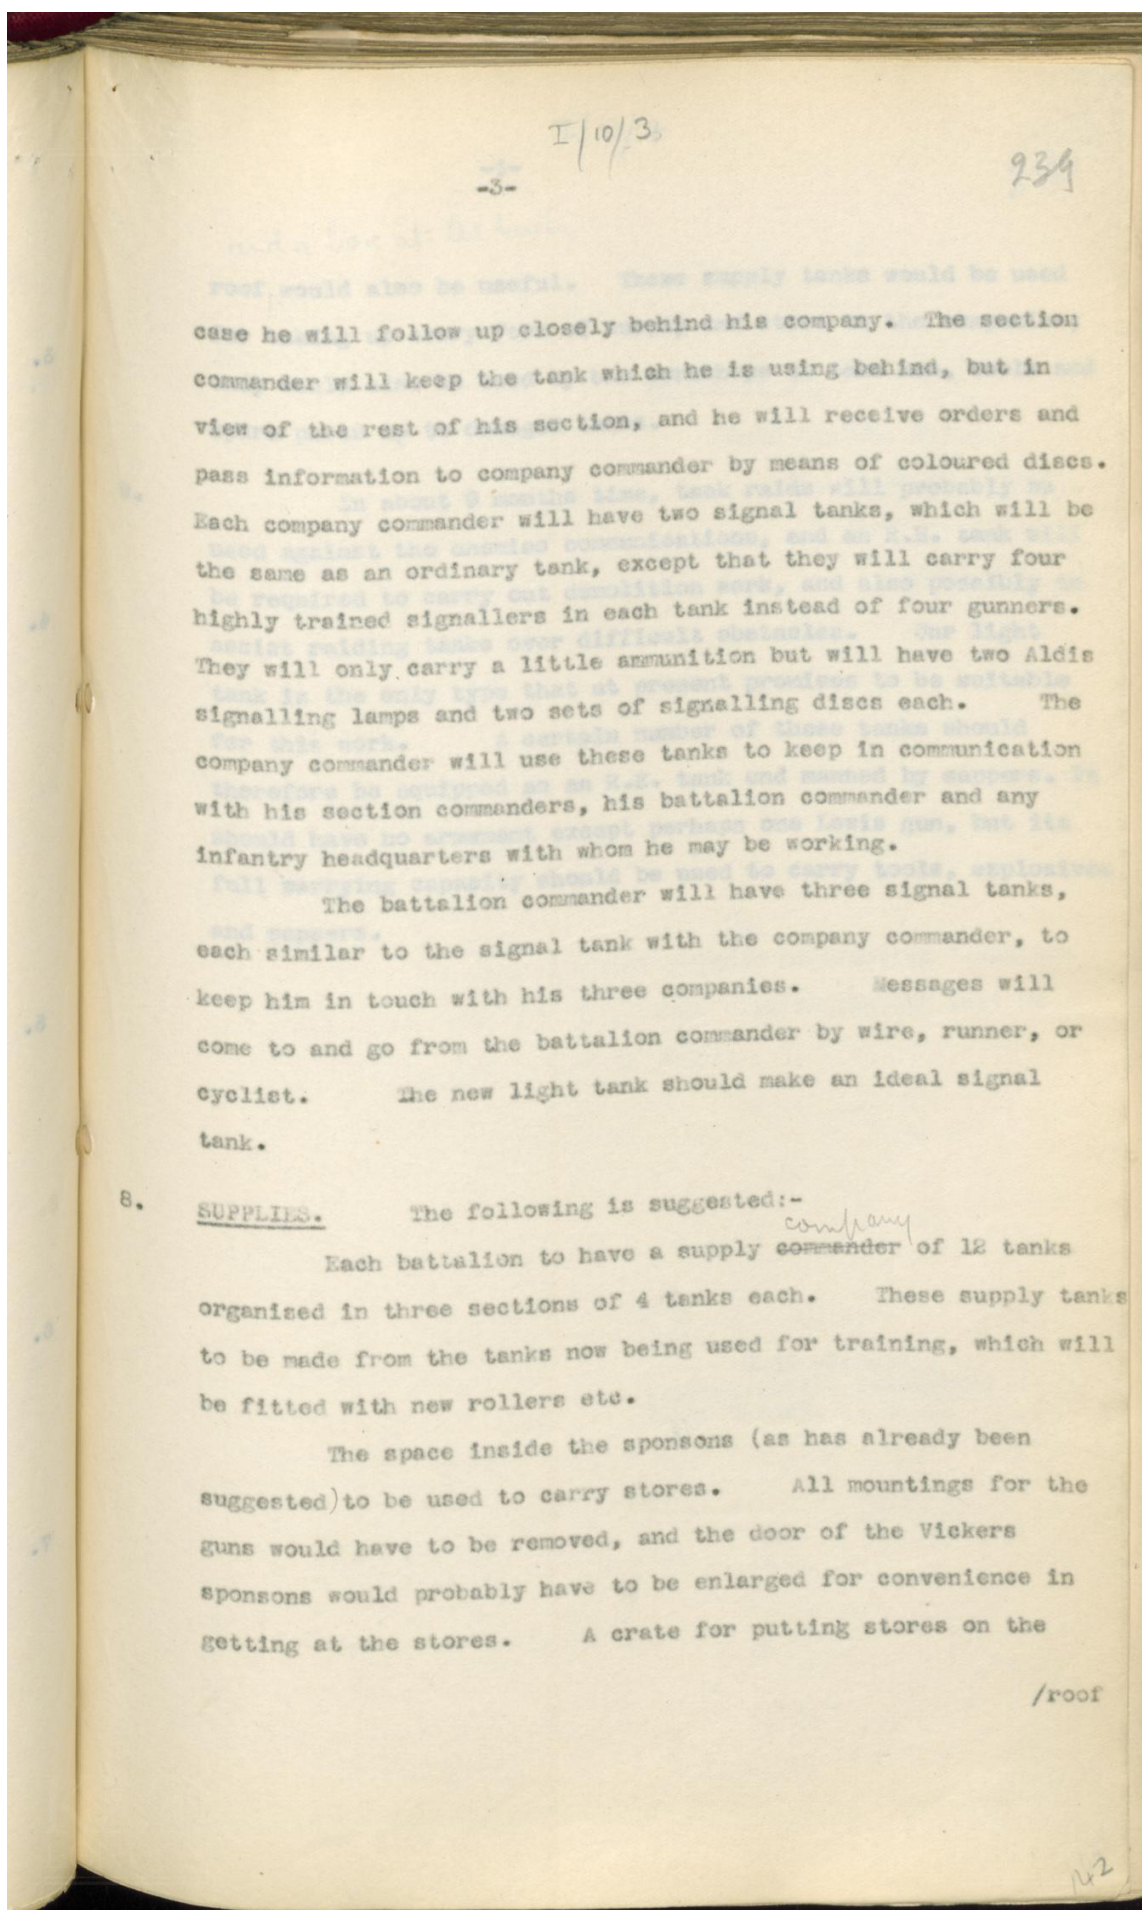 I/10/3
239
-3-
case he will follow up closely behind his company. The section
commander will keep the tank which he is using behind, but in
view of the rest of his section, and he will receive orders and
pass information to company commander by means of coloured discs.
Each company commander will have two signal tanks, which will be
the same as an ordinary tank, except that they will carry four
highly trained signallers in each tank instead of four gunners.
They will only carry a little ammunition but will have two Aldis
signalling lamps and two sets of signalling discs each. The
company commander will use these tanks to keep in communication
with his section commanders, his battalion commander and any
infantry headquarters with whom he may be working.
The battalion commander will have three signal tanks,
each similar to the signal tank with the company commander, to
keep him in touch with his three companies. Messages will
come to and go from the battalion commander by wire, runner, or
cyclist. The new light tank should make an ideal signal
tank.
8. SUPPLIES. The following is suggested:-
company
Each battalion to have a supply commander of 12 tanks
organised in three sections of 4 tanks each. These supply tanks
to be made from the tanks now being used for training, which will
be fitted with new rollers etc.
The space inside the sponsons (as has already been
suggested) to be used to carry stores. All mountings for the
guns would have to be removed, and the door of the Vickers
sponsons would probably have to be enlarged for convenience in
getting at the stores. A crate for putting stores on the
/roof
142